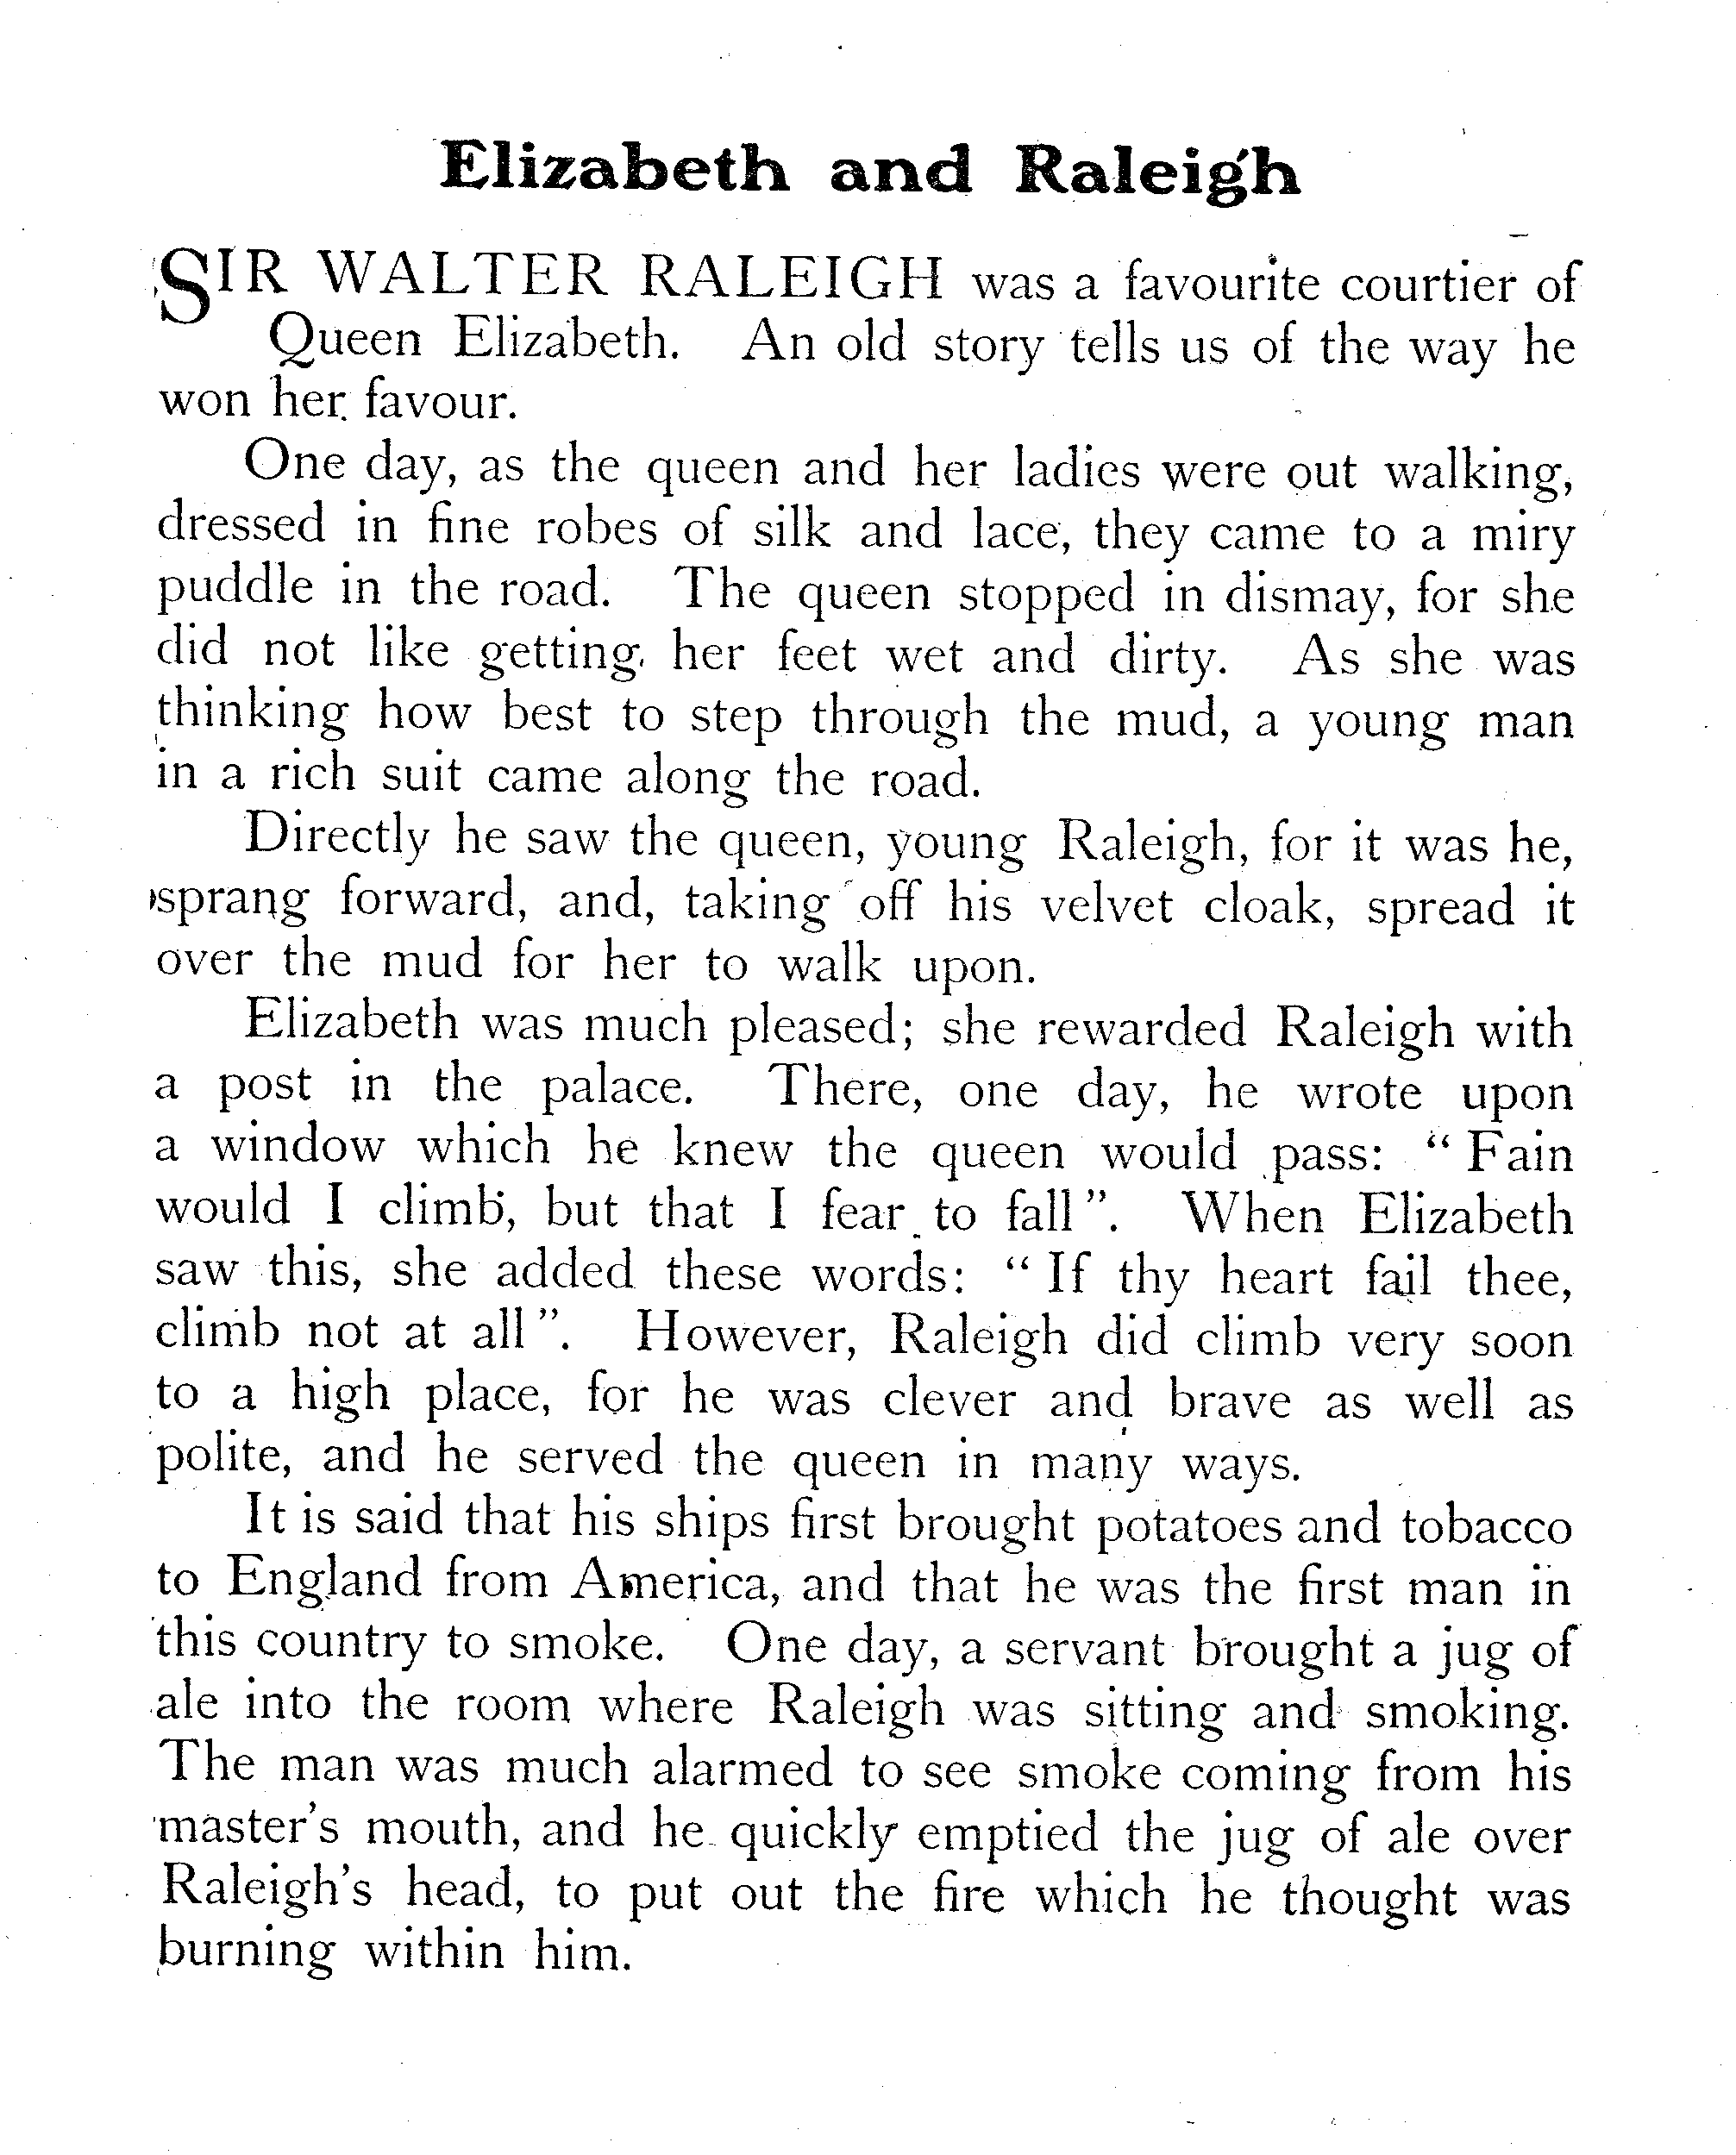 Elizabeth and Raleigh
SIR WALTER RALEIGH was a favourite courtier of
Queen Elizabeth. An old story tells us of the way he
won her favour.
One day, as the queen and her ladies were out walking,
dressed in fine robes of silk and lace, they came to a miry
puddle in the road. The queen stopped in dismay, for she
did not like getting her feet wet and dirty. As she was
thinking how best to step through the mud, a young man
in a rich suit came along the road.
Directly he saw the queen, young Raleigh, for it was he,
sprang forward, and, taking off his velvet cloak, spread it
over the mud for her to walk upon.
Elizabeth was much pleased; she rewarded Raleigh with
a post in the palace. There, one day, he wrote upon
a window which he knew the queen would pass: “ Fain
would I climb, but that I fear to fall ”. When Elizabeth
saw this, she added these words: “ If thy heart fail thee,
climb not at all ”. However, Raleigh did climb very soon
to a high place, for he was clever and brave as well as
polite, and he served the queen in many ways.
It is said that his ships first brought potatoes and tobacco
to England from America, and that he was the first man in
this country to smoke. One day, a servant brought a jug of
ale into the room where Raleigh was sitting and smoking.
The man was much alarmed to see smoke coming from his
master's mouth, and he quickly emptied the jug of ale over
Raleigh's head, to put out the fire which he thought was
burning within him.